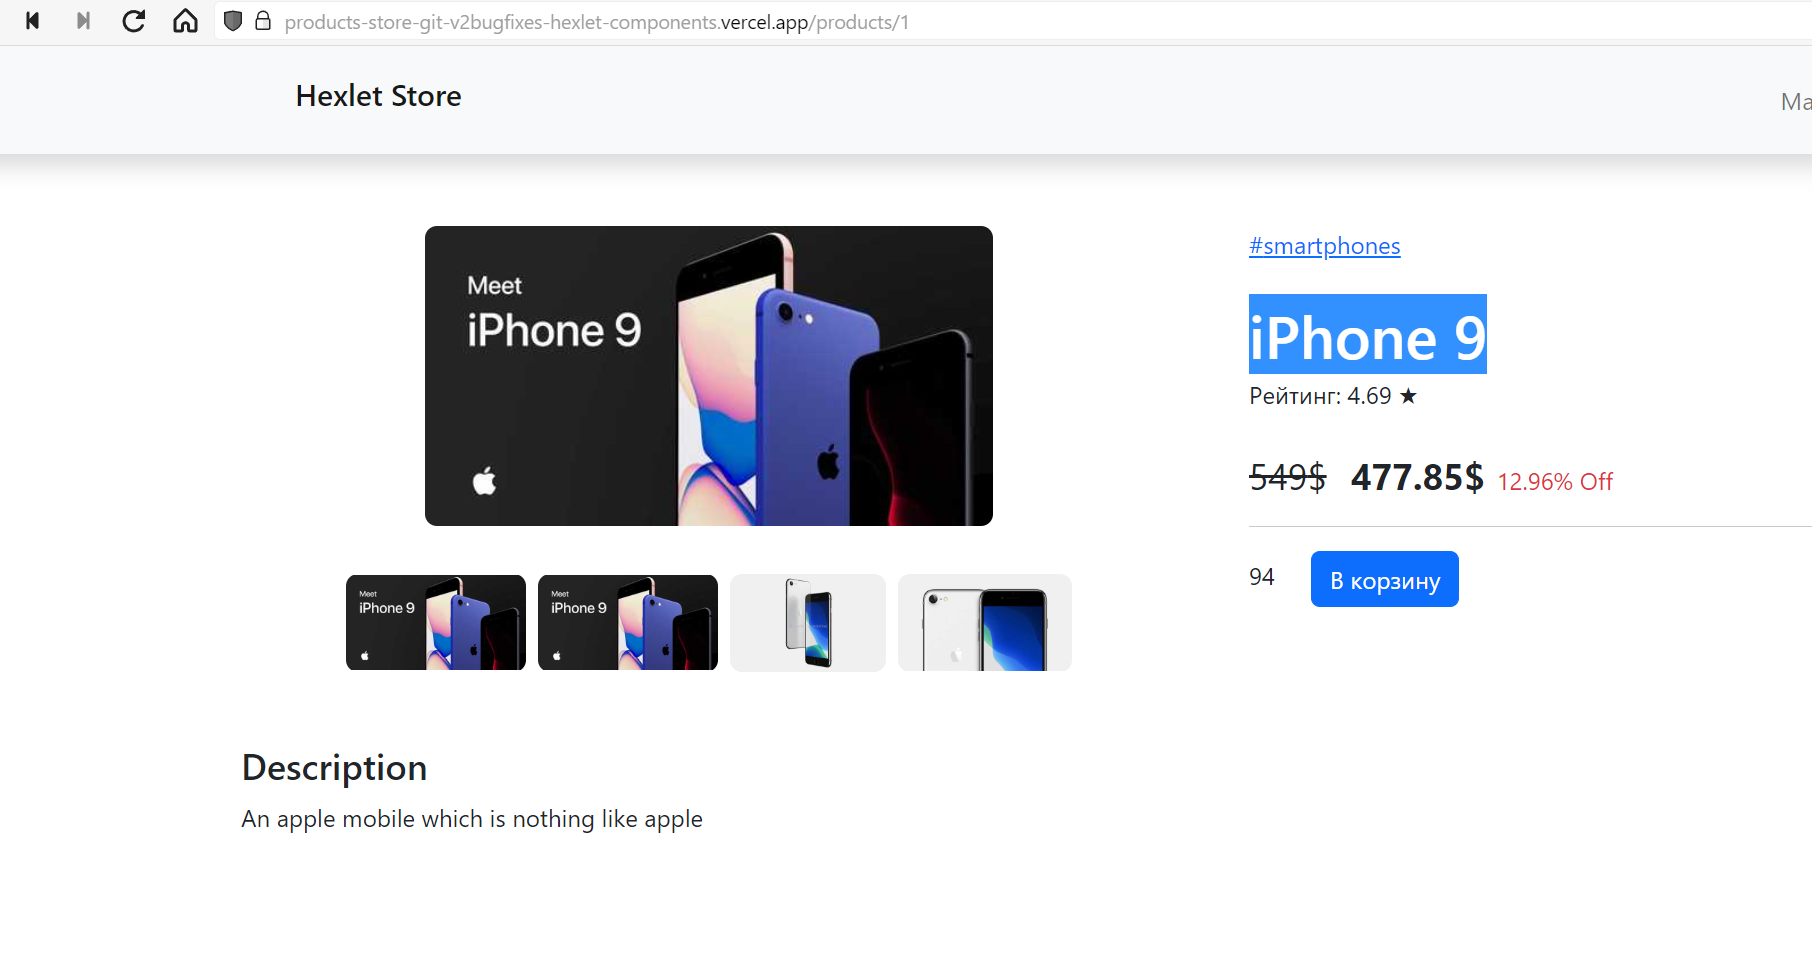 products-store-git-v2bugfixes-hexlet-components.vercel.app/products/1
Hexlet Store
Ma
Meet
iPhone 9
#smartphones
iPhone 9
Рейтинг: 4.69 ★
549$ 477.85$ 12.96% Off
94 В корзину
Meet
iPhone 9
Meet
iPhone 9
Description
An apple mobile which is nothing like apple